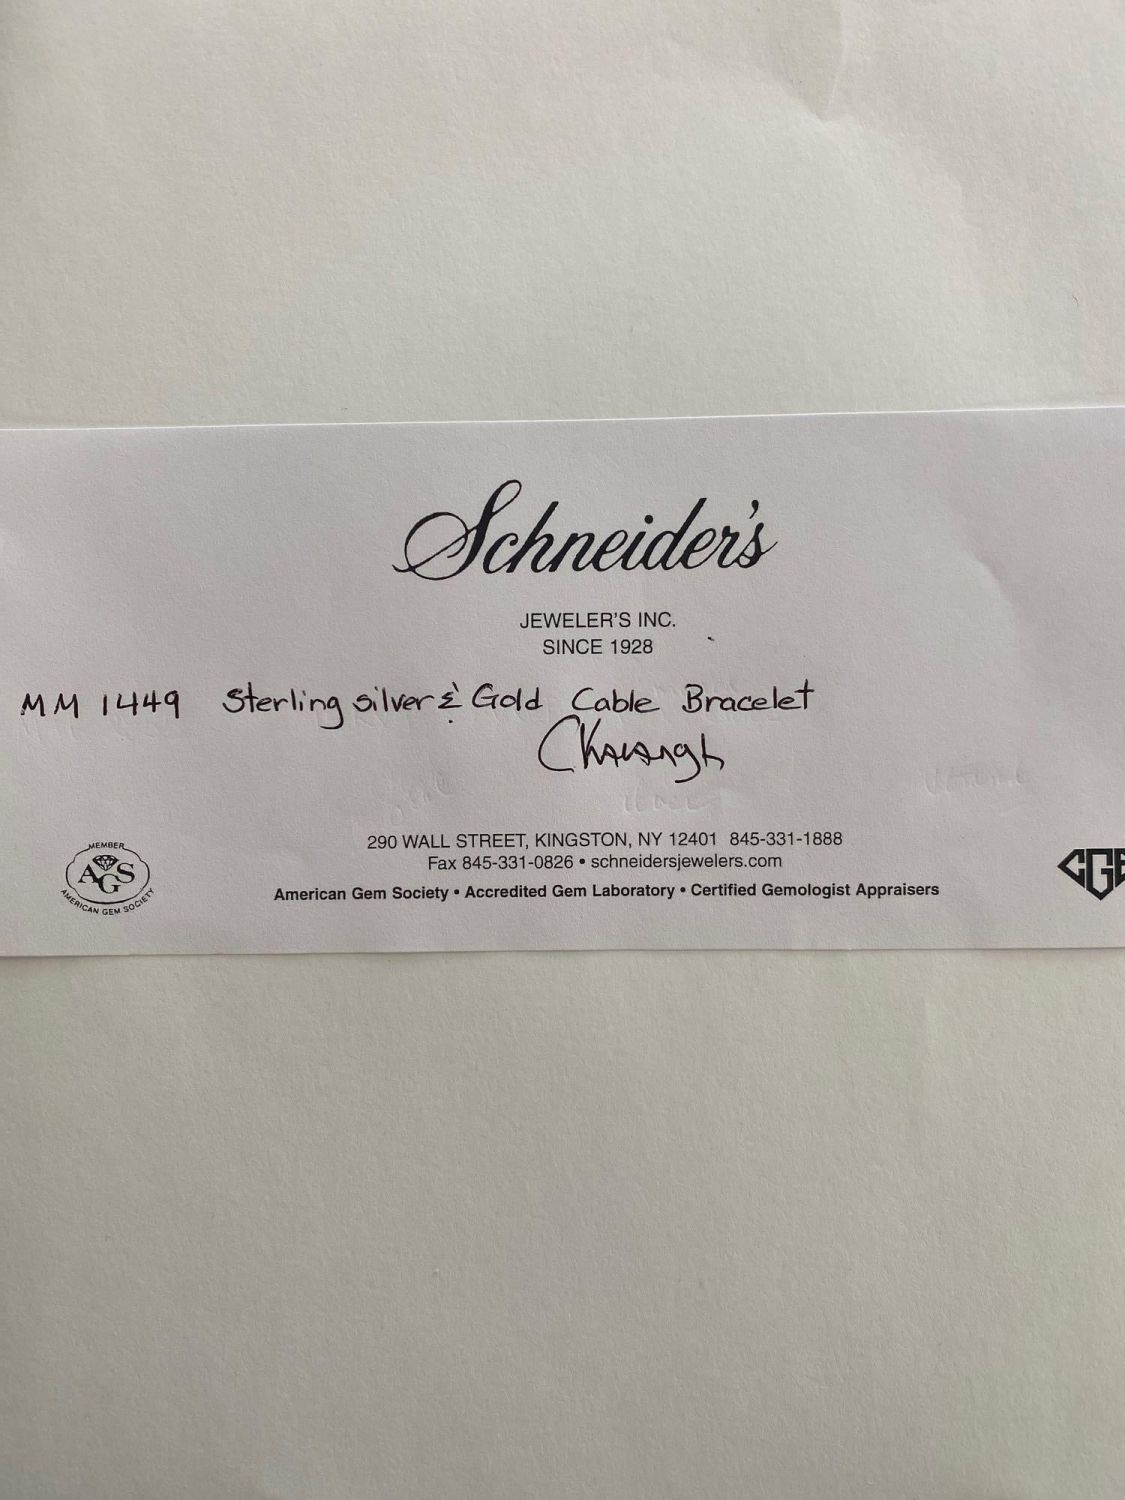 Schneider's
JEWELER'S INC.
SINCE 1928
MM 1449 Sterling silver & Gold Cable Bracelet
CKavangh
290 WALL STREET, KINGSTON, NY 12401 845-331-1888
Fax 845-331-0826 • schneidersjewelers.com
American Gem Society • Accredited Gem Laboratory • Certified Gemologist Appraisers
MEMBER
AGS
AMERICAN GEM SOCIETY